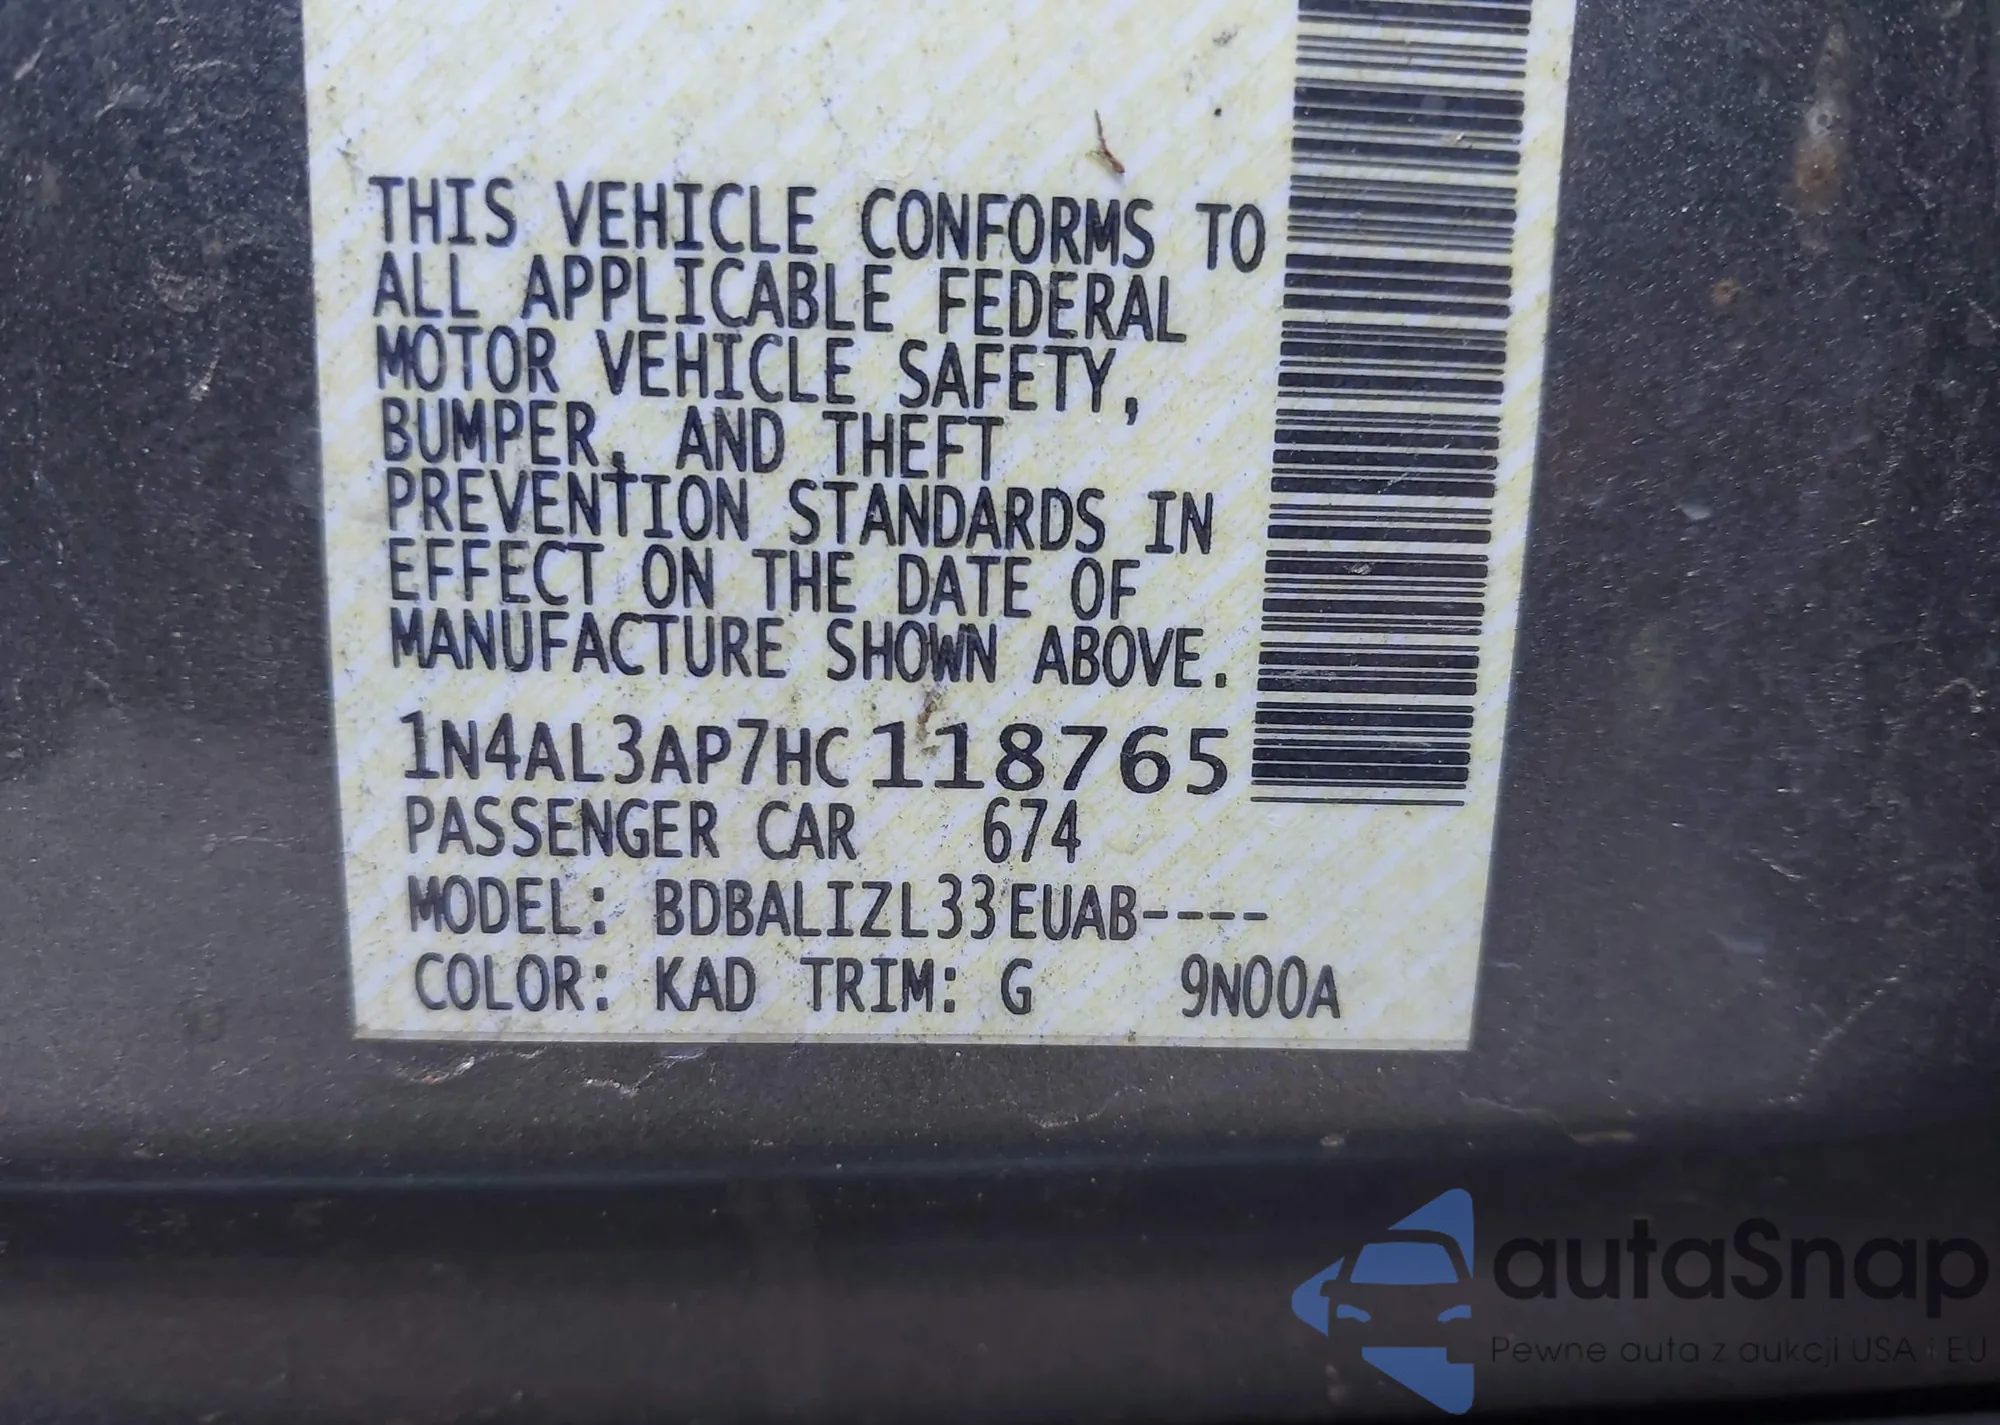 THIS VEHICLE CONFORMS TO
ALL APPLICABLE FEDERAL
MOTOR VEHICLE SAFETY,
BUMPER, AND THEFT
PREVENTION STANDARDS IN
EFFECT ON THE DATE OF
MANUFACTURE SHOWN ABOVE.
1N4AL3AP7HC118765
PASSENGER CAR 674
MODEL: BDBALIZL33EUAB----
COLOR: KAD TRIM: G 9N00A
autaSnap
Pewne auta z aukcji USA i EU